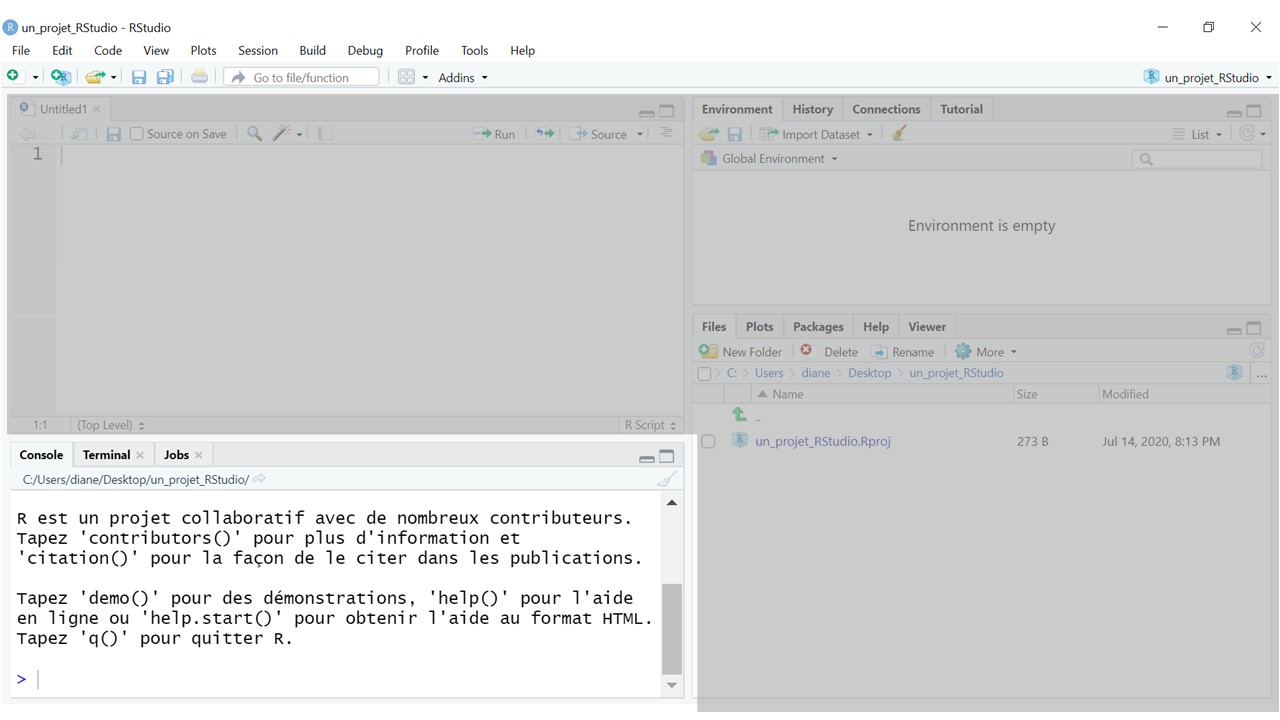 un_projet_RStudio - RStudio
File Edit Code View Plots Session Build Debug Profile Tools Help
Go to file/function Addins un_projet_RStudio
Untitled1
Source on Save Run Source
1
1:1 (Top Level) R Script
Console Terminal Jobs
C:/Users/diane/Desktop/un_projet_RStudio/
R est un projet collaboratif avec de nombreux contributeurs.
Tapez 'contributors()' pour plus d'information et
'citation()' pour la façon de le citer dans les publications.
Tapez 'demo()' pour des démonstrations, 'help()' pour l'aide
en ligne ou 'help.start()' pour obtenir l'aide au format HTML.
Tapez 'q()' pour quitter R.
>
Environment History Connections Tutorial
Import Dataset List
Global Environment
Environment is empty
Files Plots Packages Help Viewer
New Folder Delete Rename More
C: > Users > diane > Desktop > un_projet_RStudio ...
Name Size Modified
..
un_projet_RStudio.Rproj 273 B Jul 14, 2020, 8:13 PM